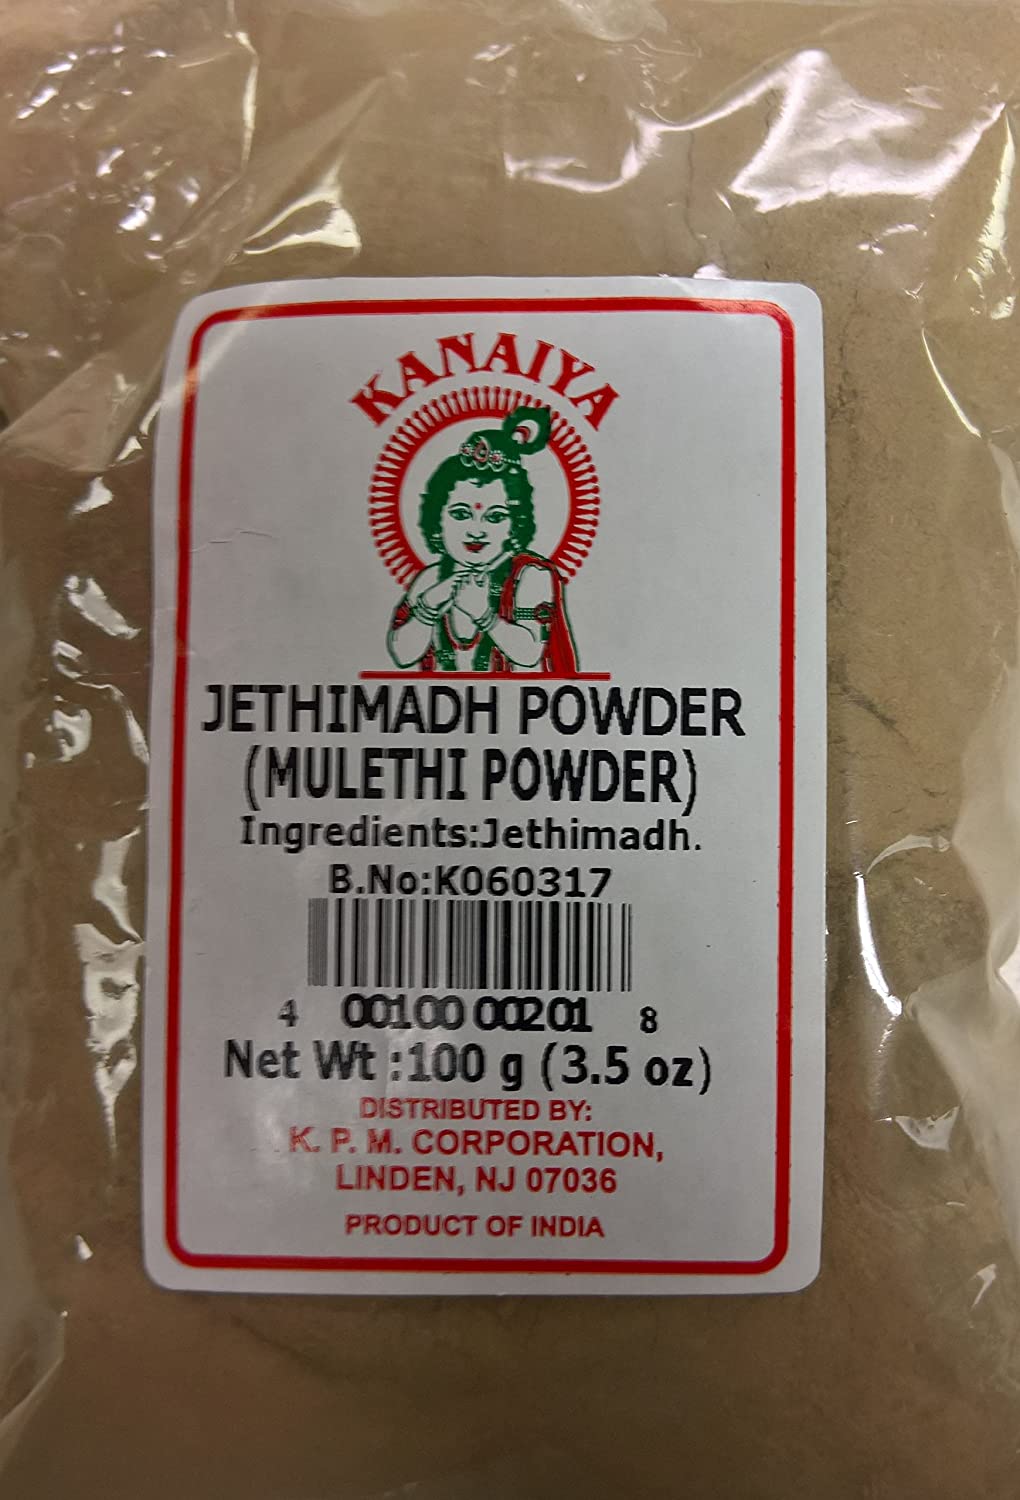 KANAIYA
JETHIMADH POWDER
(MULETHI POWDER)
Ingredients:Jethimadh.
B.No:K060317
4 00100 00201 8
Net Wt :100 g (3.5 oz)
DISTRIBUTED BY:
K. P. M. CORPORATION,
LINDEN, NJ 07036
PRODUCT OF INDIA